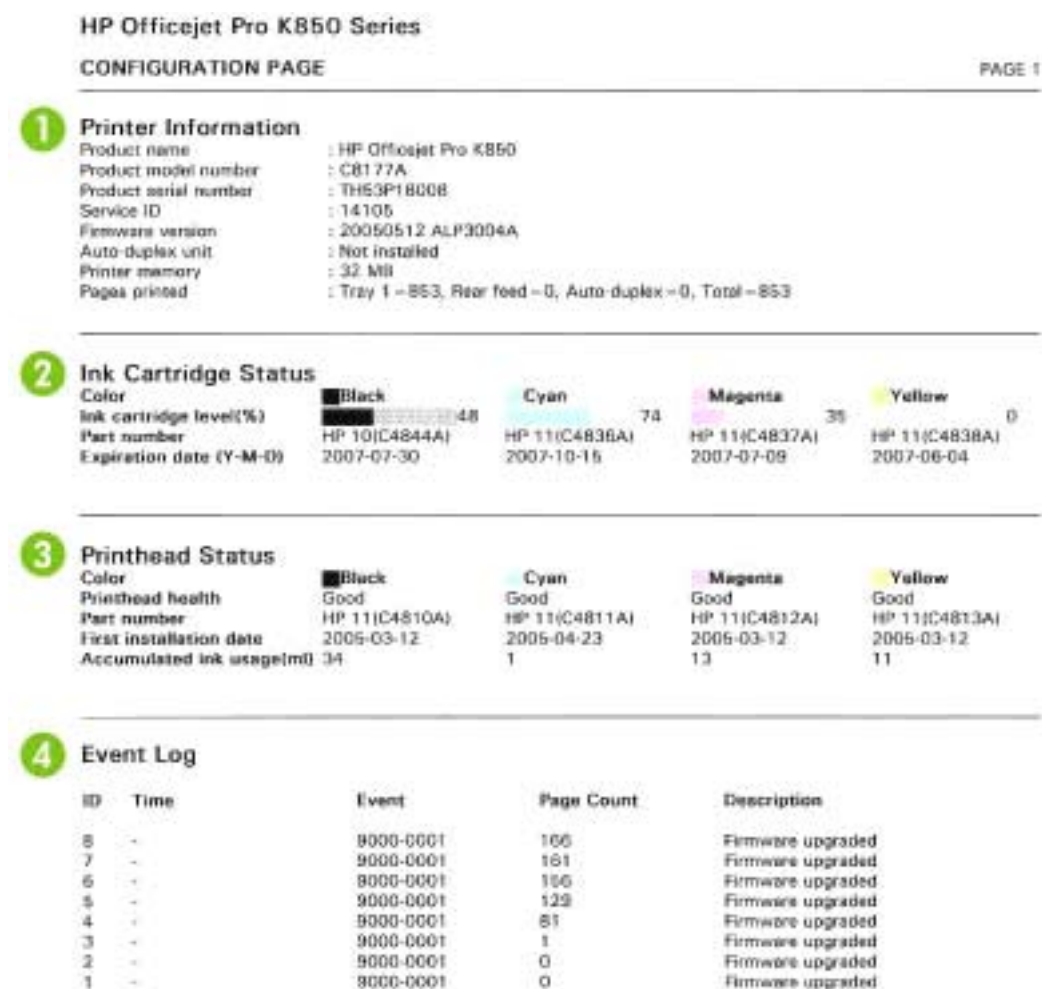 HP Officejet Pro K850 Series
CONFIGURATION PAGE PAGE 1
1 Printer Information
Product name : HP Officejet Pro K850
Product model number : C8177A
Product serial number : TH53P18008
Service ID : 14105
Firmware version : 20050512 ALP3004A
Auto-duplex unit : Not installed
Printer memory : 32 MB
Pages printed : Tray 1=853, Rear feed=0, Auto duplex=0, Total=853
2 Ink Cartridge Status
Color Black Cyan Magenta Yellow
Ink cartridge level(%) 48 74 35 0
Part number HP 10(C4844A) HP 11(C4836A) HP 11(C4837A) HP 11(C4838A)
Expiration date (Y-M-D) 2007-07-30 2007-10-15 2007-07-09 2007-06-04
3 Printhead Status
Color Black Cyan Magenta Yellow
Printhead health Good Good Good Good
Part number HP 11(C4810A) HP 11(C4811A) HP 11(C4812A) HP 11(C4813A)
First installation date 2005-03-12 2005-04-23 2005-03-12 2005-03-12
Accumulated ink usage(ml) 34 1 13 11
4 Event Log
ID Time Event Page Count Description
8 - 9000-0001 166 Firmware upgraded
7 - 9000-0001 161 Firmware upgraded
6 - 9000-0001 156 Firmware upgraded
5 - 9000-0001 129 Firmware upgraded
4 - 9000-0001 81 Firmware upgraded
3 - 9000-0001 1 Firmware upgraded
2 - 9000-0001 0 Firmware upgraded
1 - 9000-0001 0 Firmware upgraded